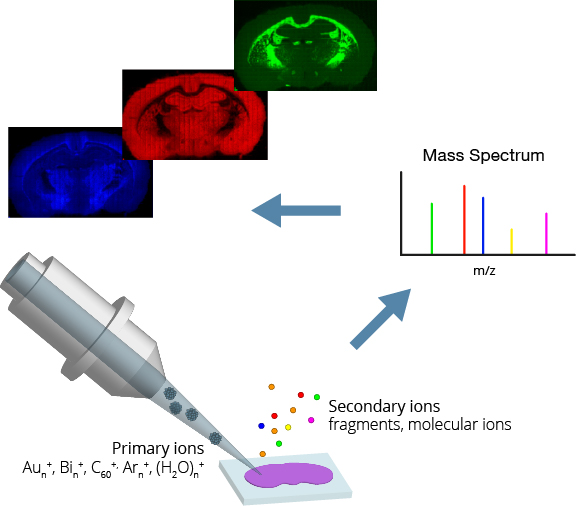 Mass Spectrum
m/z
Secondary ions
fragments, molecular ions
Primary ions
Auₙ⁺, Biₙ⁺, C₆₀⁺, Arₙ⁺, (H2O)ₙ⁺